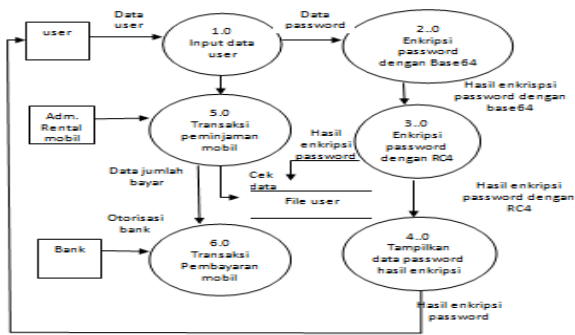 user
Data
user
1.0
Input data
user
Data
password
2..0
Enkripsi
password
dengan Base64
Hasil enkrispsi
password dengan
base64
Adm.
Rental
mobil
5.0
Transaksi
peminjaman
mobil
Hasil
enkripsi
password
3..0
Enkripsi
password
dengan RC4
Data jumlah
bayar
Cek
data
File user
Hasil enkripsi
password dengan
RC4
Otorisasi
bank
Bank
6.0
Transaksi
Pembayaran
mobil
4..0
Tampilkan
data password
hasil enkripsi
Hasil enkripsi
password